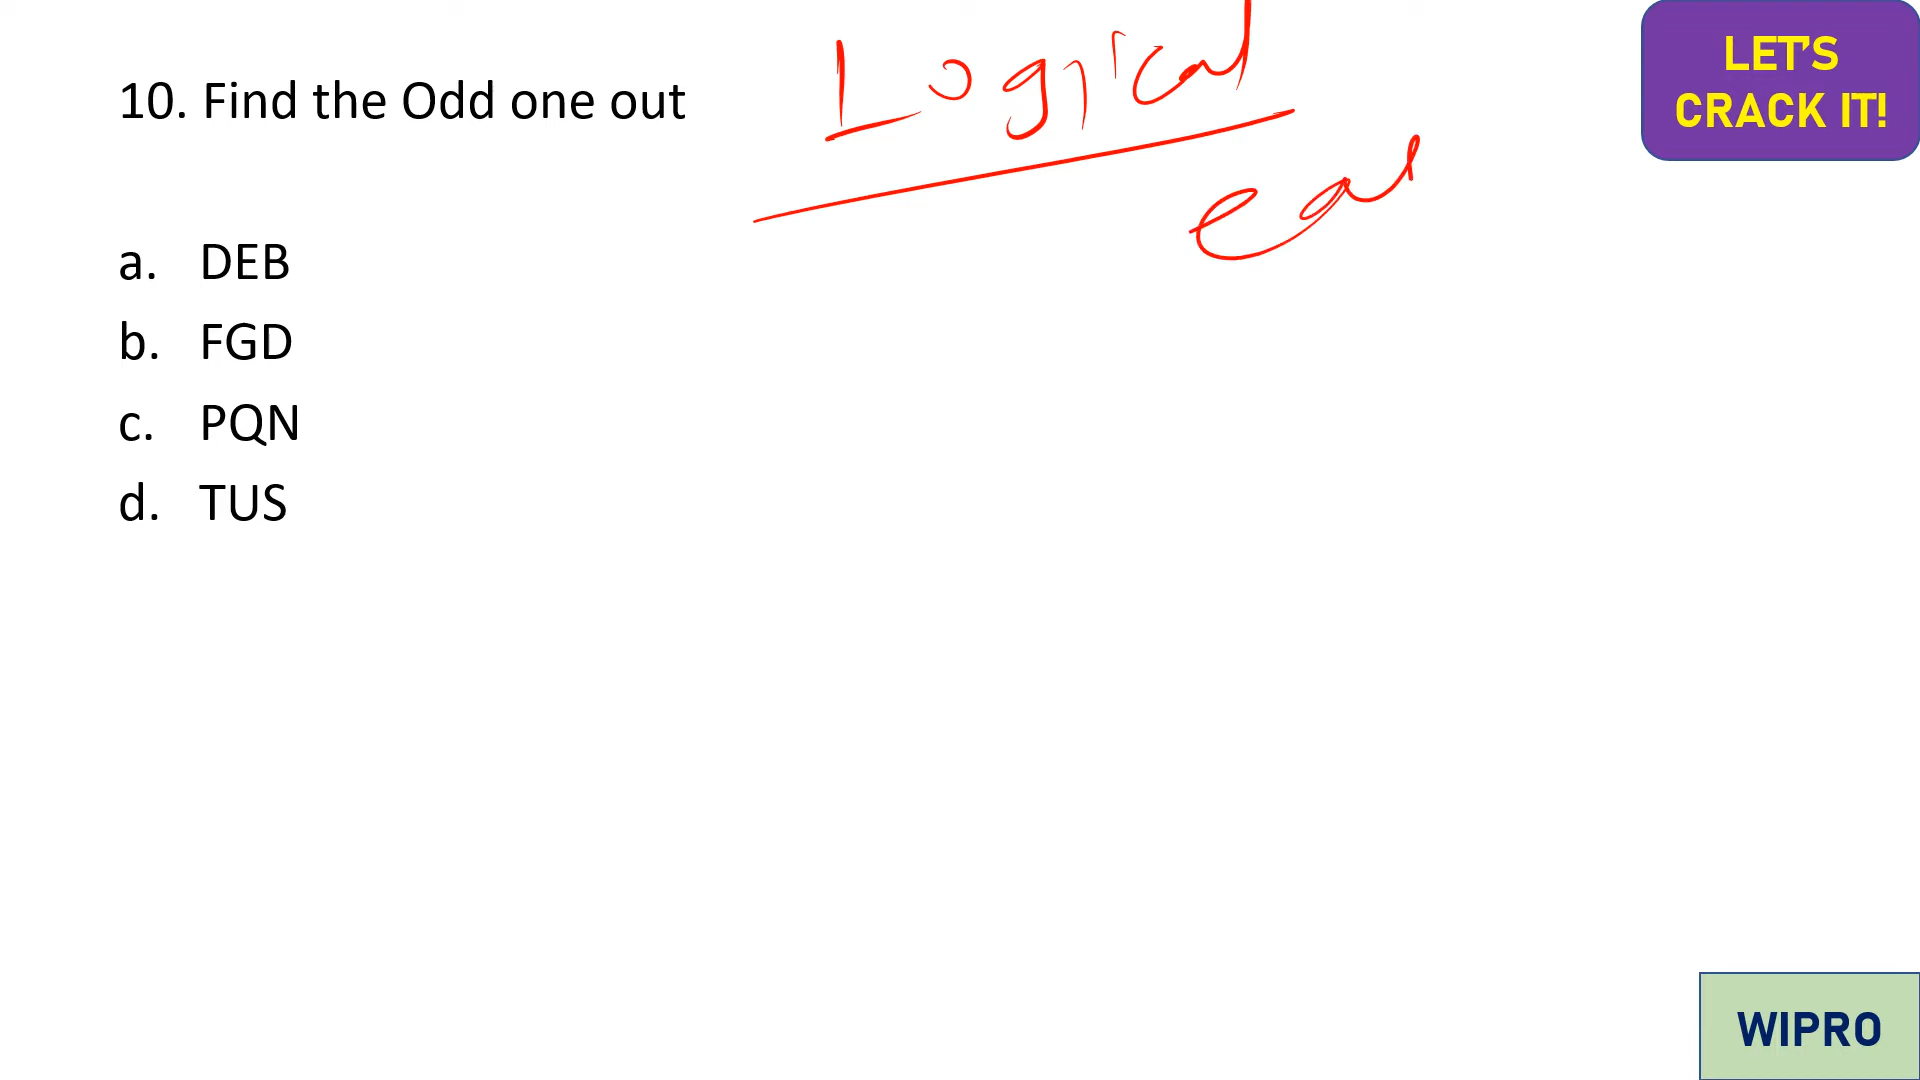 10. Find the Odd one out
Logical
LET'S
CRACK IT!
a. DEB
b. FGD
c. PQN
d. TUS
WIPRO